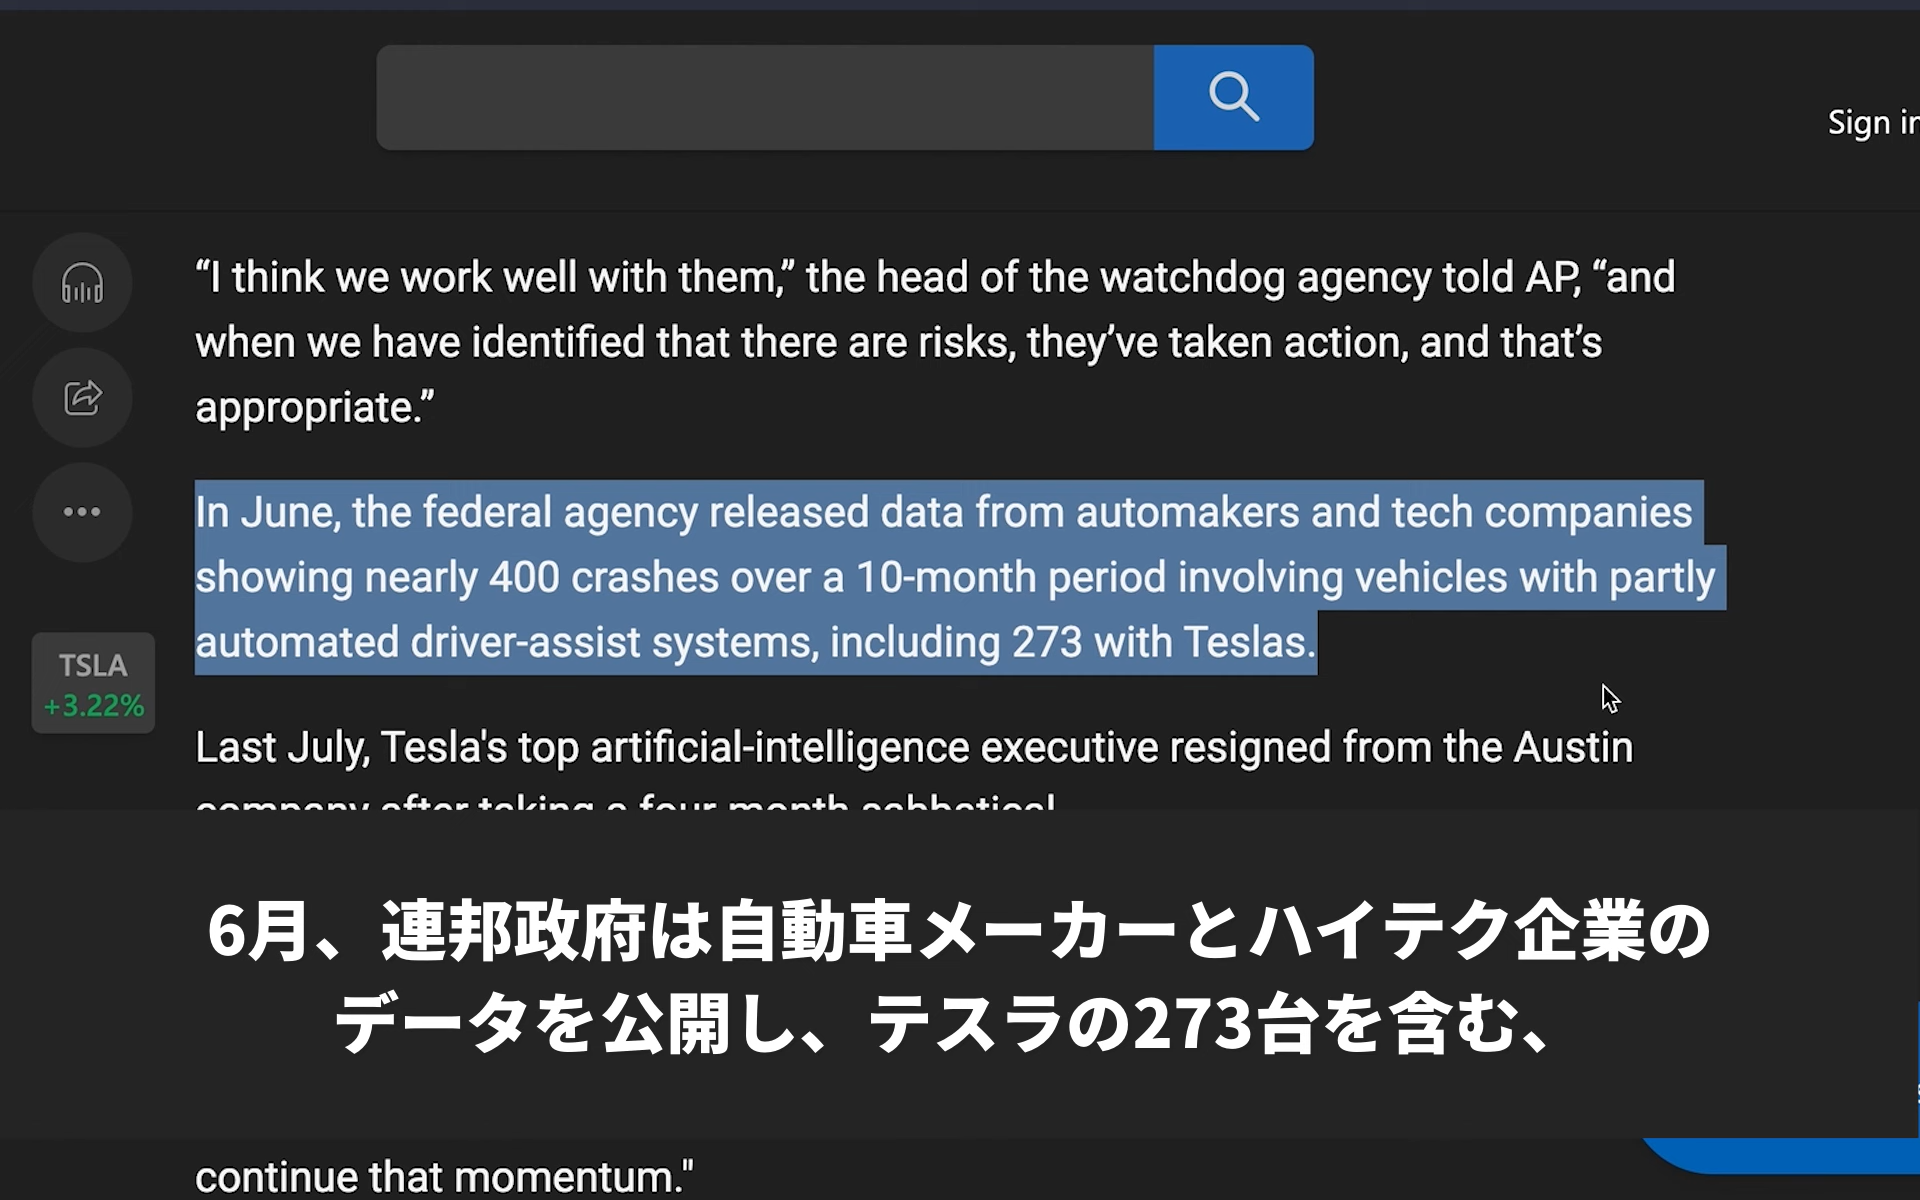 Sign in
“I think we work well with them,” the head of the watchdog agency told AP, “and
when we have identified that there are risks, they’ve taken action, and that’s
appropriate.”
In June, the federal agency released data from automakers and tech companies
showing nearly 400 crashes over a 10-month period involving vehicles with partly
automated driver-assist systems, including 273 with Teslas.
TSLA
+3.22%
Last July, Tesla's top artificial-intelligence executive resigned from the Austin
company after taking a four-month sabbatical.
6月、連邦政府は自動車メーカーとハイテク企業の
データを公開し、テスラの273台を含む、
continue that momentum."